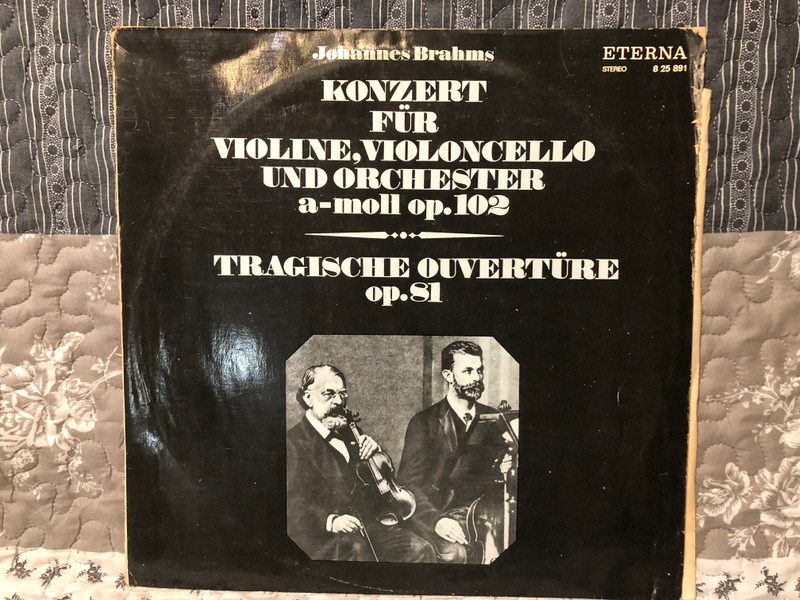 Johannes Brahms
ETERNA
STEREO 8 25 891
KONZERT
FÜR
VIOLINE, VIOLONCELLO
UND ORCHESTER
a-moll op. 102
TRAGISCHE OUVERTÜRE
op. 81